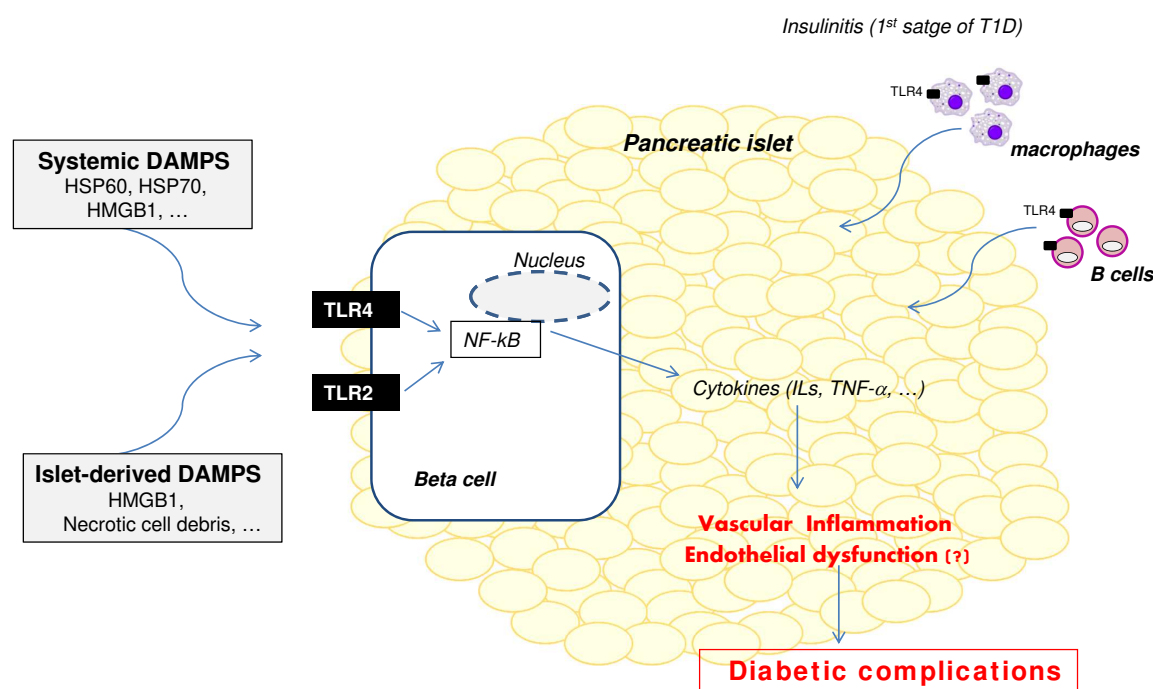 Insulinitis (1st satge of T1D)
TLR4
macrophages
Pancreatic islet
Systemic DAMPS
HSP60, HSP70,
HMGB1, …
TLR4
B cells
Nucleus
TLR4
NF-kB
TLR2
Cytokines (ILs, TNF-α, …)
Beta cell
Islet-derived DAMPS
HMGB1,
Necrotic cell debris, …
Vascular Inflammation
Endothelial dysfunction (?)
Diabetic complications